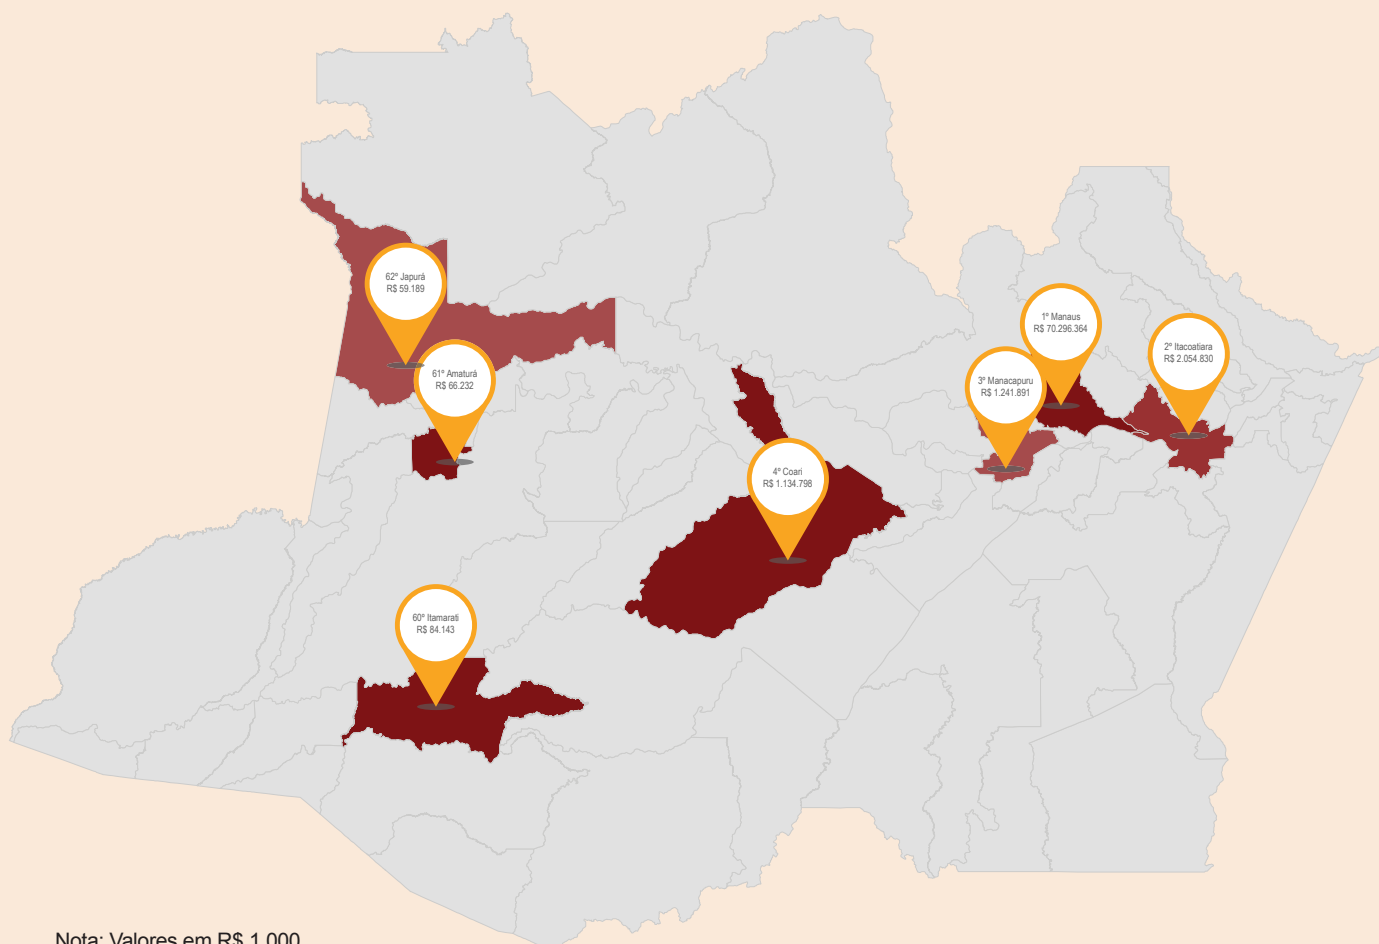 62º Japurá
R$ 59.189
1º Manaus
R$ 70.296.364
2º Itacoatiara
R$ 2.054.830
61º Amaturá
R$ 66.232
3º Manacapuru
R$ 1.241.891
4º Coari
R$ 1.134.798
60º Itamarati
R$ 84.143
Nota: Valores em R$ 1.000